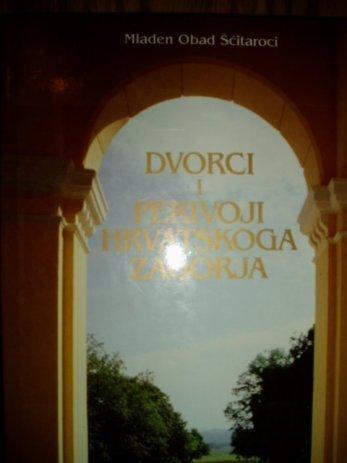 Mladen Obad Šćitaroci
DVORCI
I
PERIVOJI
HRVATSKOGA
ZAGORJA